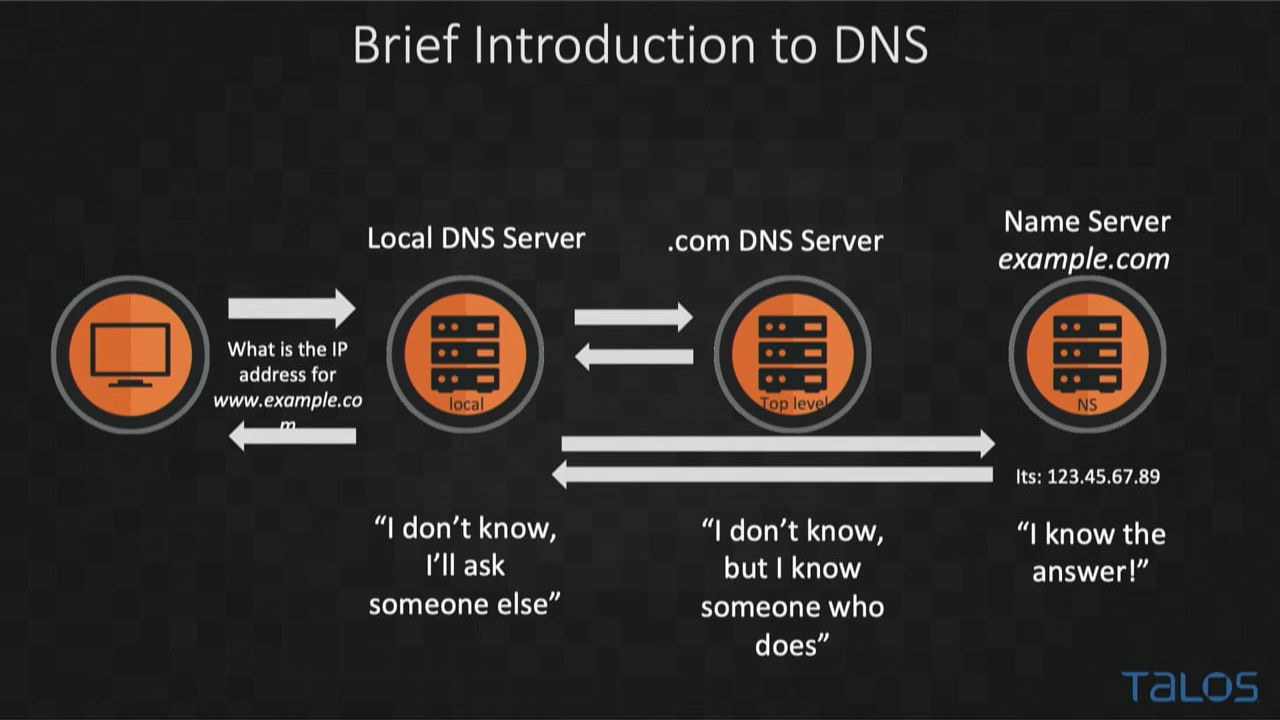 Brief Introduction to DNS
Local DNS Server
.com DNS Server
Name Server
example.com
What is the IP
address for
www.example.co
m
local
Top level
NS
Its: 123.45.67.89
“I don’t know,
I’ll ask
someone else”
“I don’t know,
but I know
someone who
does”
“I know the
answer!”
TALOS